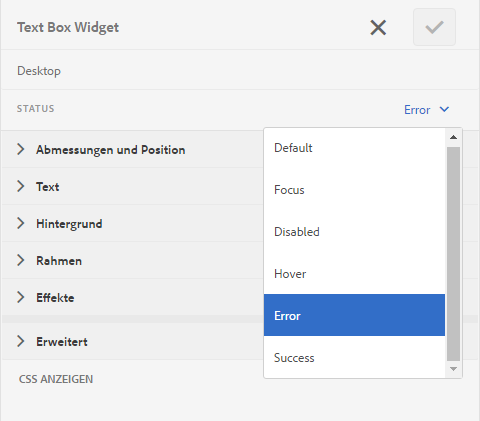 Text Box Widget
Desktop
STATUS
Error
Abmessungen und Position
Text
Hintergrund
Rahmen
Effekte
Erweitert
CSS ANZEIGEN
Default
Focus
Disabled
Hover
Error
Success